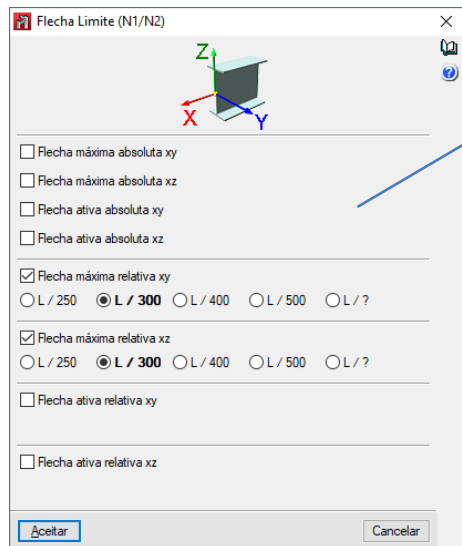 Flecha Limite (N1/N2)
Z
X
Y
Flecha máxima absoluta xy
Flecha máxima absoluta xz
Flecha ativa absoluta xy
Flecha ativa absoluta xz
Flecha máxima relativa xy
L / 250 L / 300 L / 400 L / 500 L / ?
Flecha máxima relativa xz
L / 250 L / 300 L / 400 L / 500 L / ?
Flecha ativa relativa xy
Flecha ativa relativa xz
Aceitar Cancelar